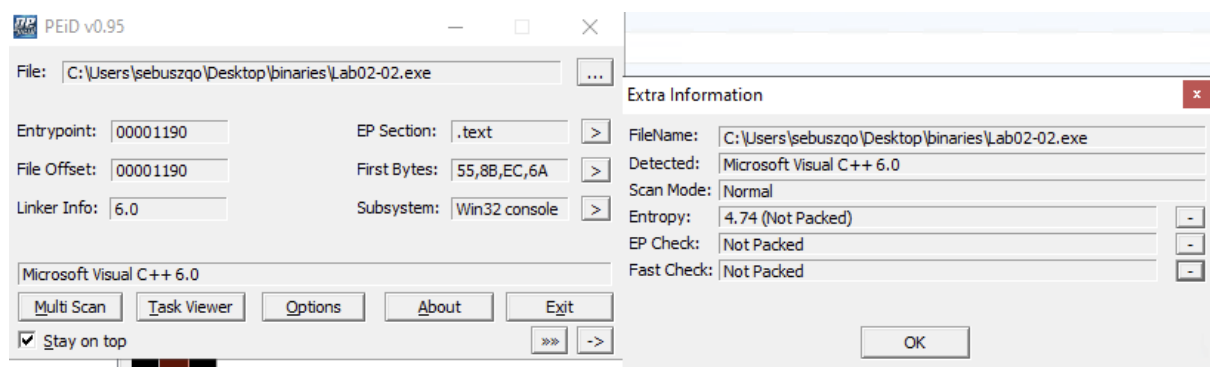 PEiD v0.95
File: C:\Users\sebuszqo\Desktop\binaries\Lab02-02.exe ...
Entrypoint: 00001190 EP Section: .text >
File Offset: 00001190 First Bytes: 55,8B,EC,6A >
Linker Info: 6.0 Subsystem: Win32 console >
Microsoft Visual C++ 6.0
Multi Scan Task Viewer Options About Exit
Stay on top »» ->
Extra Information x
FileName: C:\Users\sebuszqo\Desktop\binaries\Lab02-02.exe
Detected: Microsoft Visual C++ 6.0
Scan Mode: Normal
Entropy: 4.74 (Not Packed) -
EP Check: Not Packed -
Fast Check: Not Packed -
OK